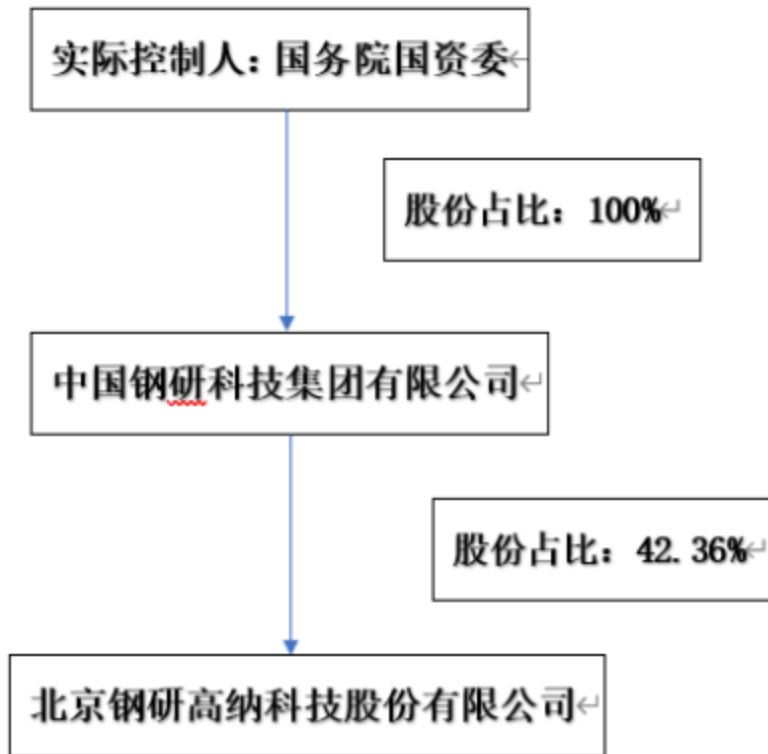 实际控制人：国务院国资委
股份占比：100%
中国钢研科技集团有限公司
股份占比：42.36%
北京钢研高纳科技股份有限公司